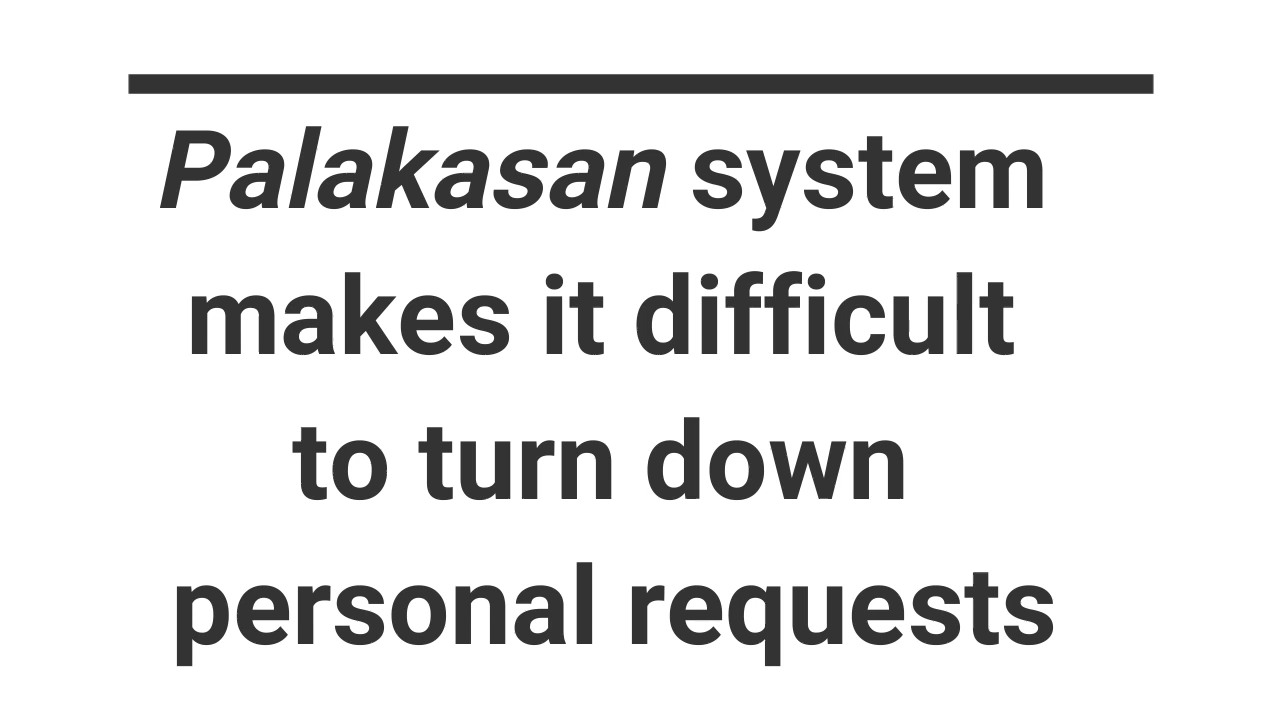 Palakasan system
makes it difficult
to turn down
personal requests